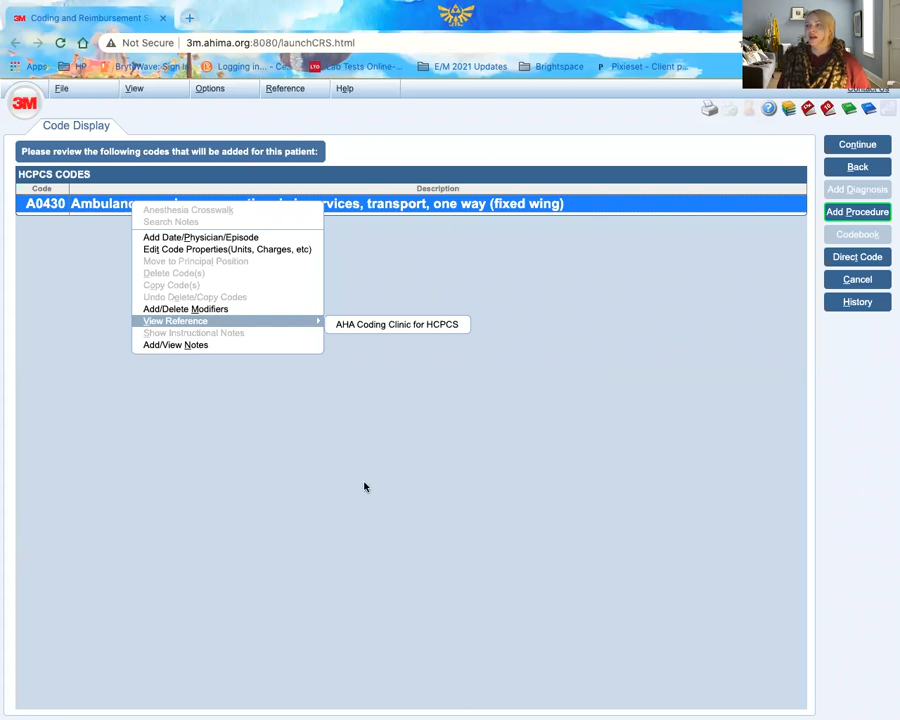 3M Coding and Reimbursement S
Not Secure 3m.ahima.org:8080/launchCRS.html
Apps HP BryteWave: Sign I Logging in... - Ce Lab Tests Online- E/M 2021 Updates Brightspace Pixieset - Client p
3M
File View Options Reference Help
Contact Us
Code Display
Please review the following codes that will be added for this patient:
HCPCS CODES
Code Description
A0430 Ambulanc rvices, transport, one way (fixed wing)
Anesthesia Crosswalk
Search Notes
Add Date/Physician/Episode
Edit Code Properties(Units, Charges, etc)
Move to Principal Position
Delete Code(s)
Copy Code(s)
Undo Delete/Copy Codes
Add/Delete Modifiers
View Reference
AHA Coding Clinic for HCPCS
Show Instructional Notes
Add/View Notes
Continue
Back
Add Diagnosis
Add Procedure
Codebook
Direct Code
Cancel
History